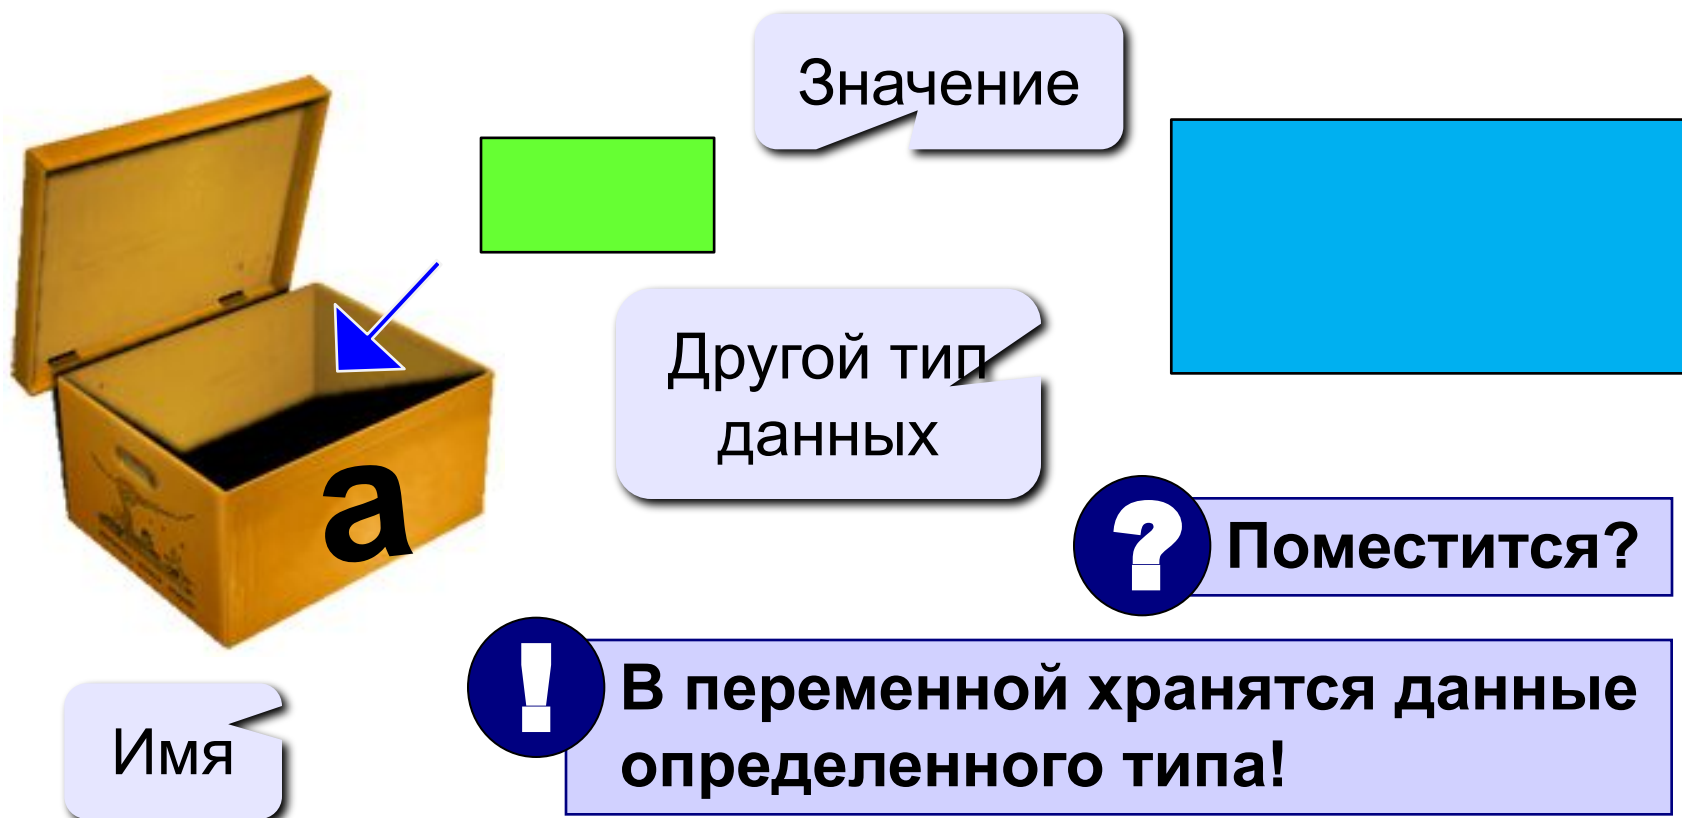 Значение
Другой тип
данных
a
?
Поместится?
!
В переменной хранятся данные
определенного типа!
Имя